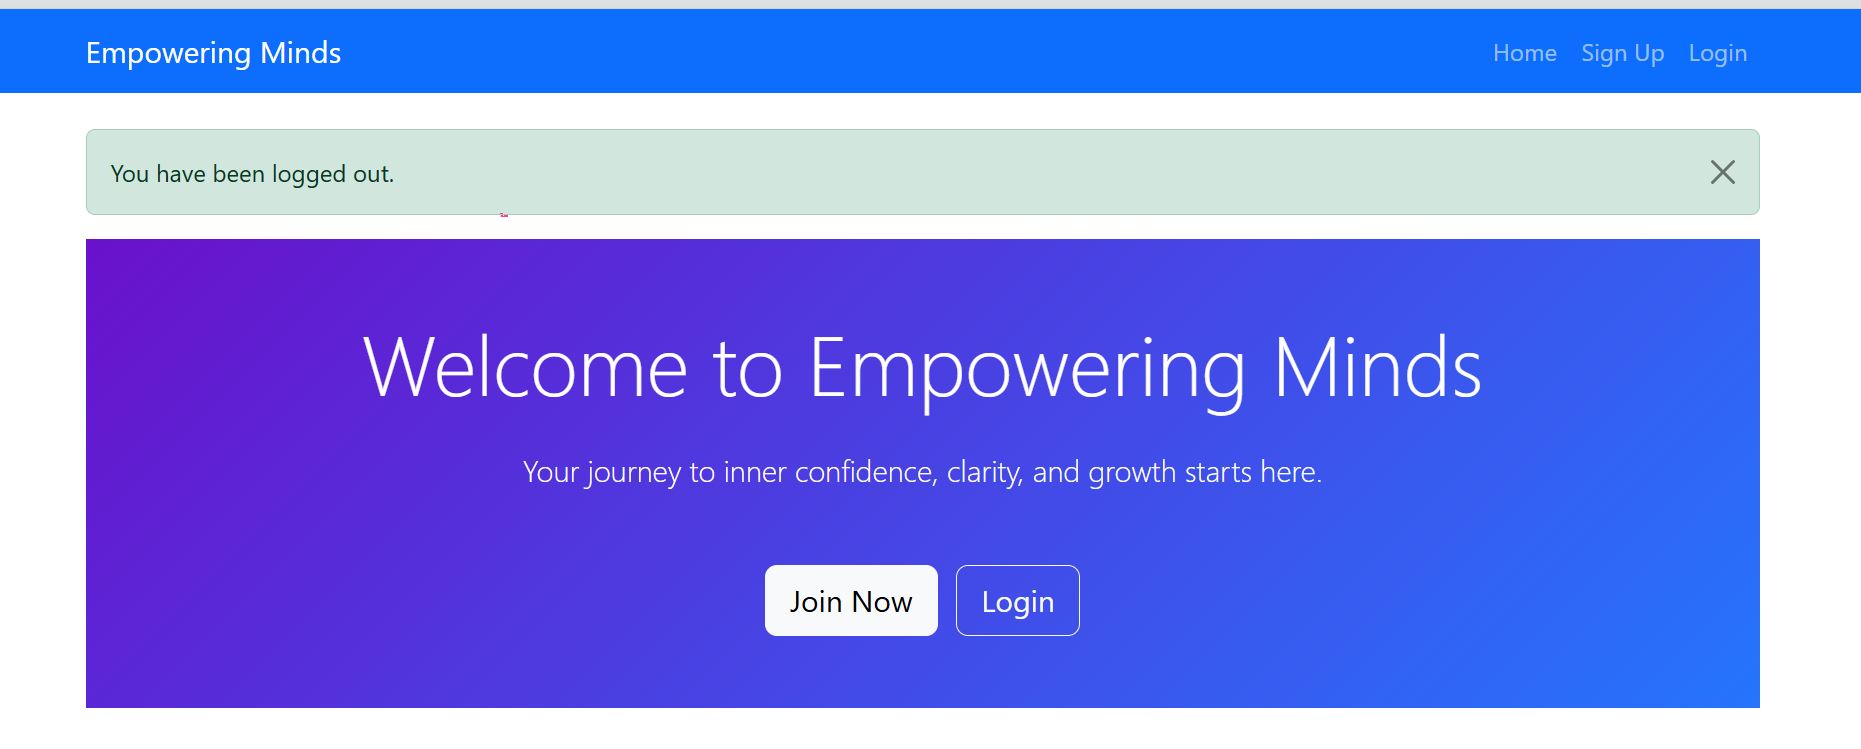 Empowering Minds
Home Sign Up Login
You have been logged out.
Welcome to Empowering Minds
Your journey to inner confidence, clarity, and growth starts here.
Join Now Login